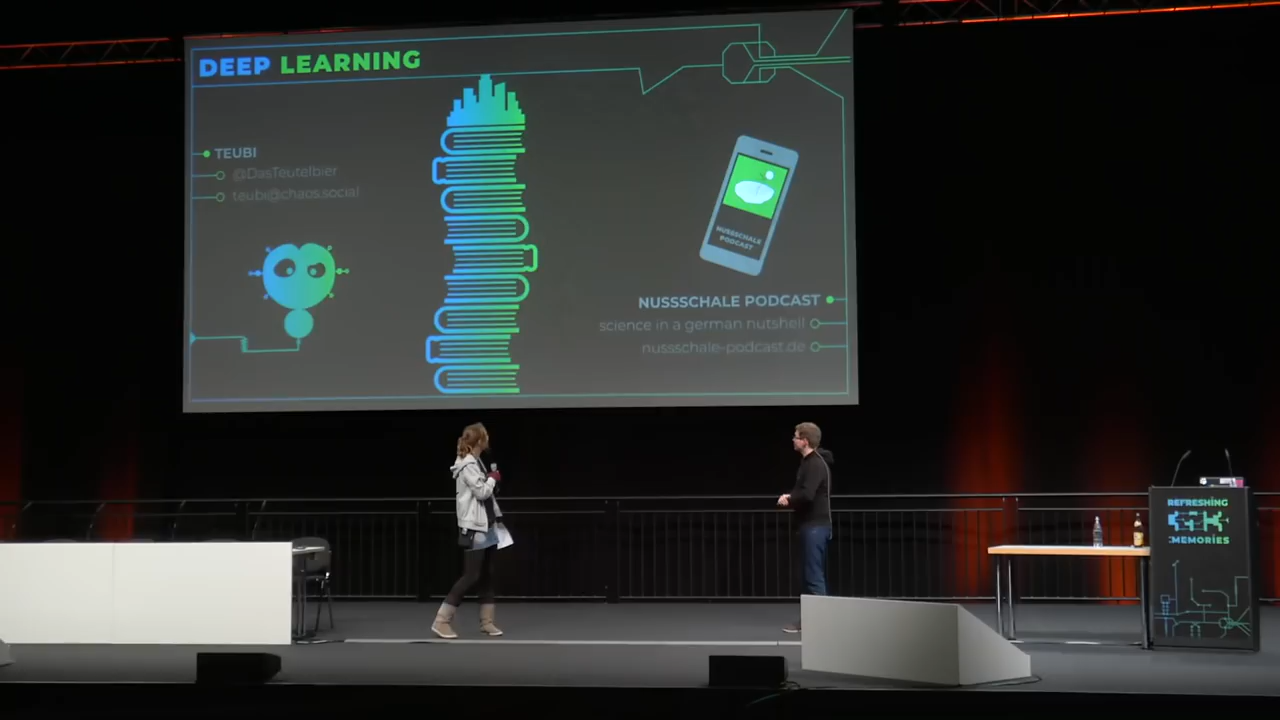 DEEP LEARNING
TEUBI
@DasTeutelbier
teubi@chaos.social
NUSSSCHALE
PODCAST
NUSSSCHALE PODCAST
science in a german nutshell
nussschale-podcast.de
REFRESHING
MEMORIES